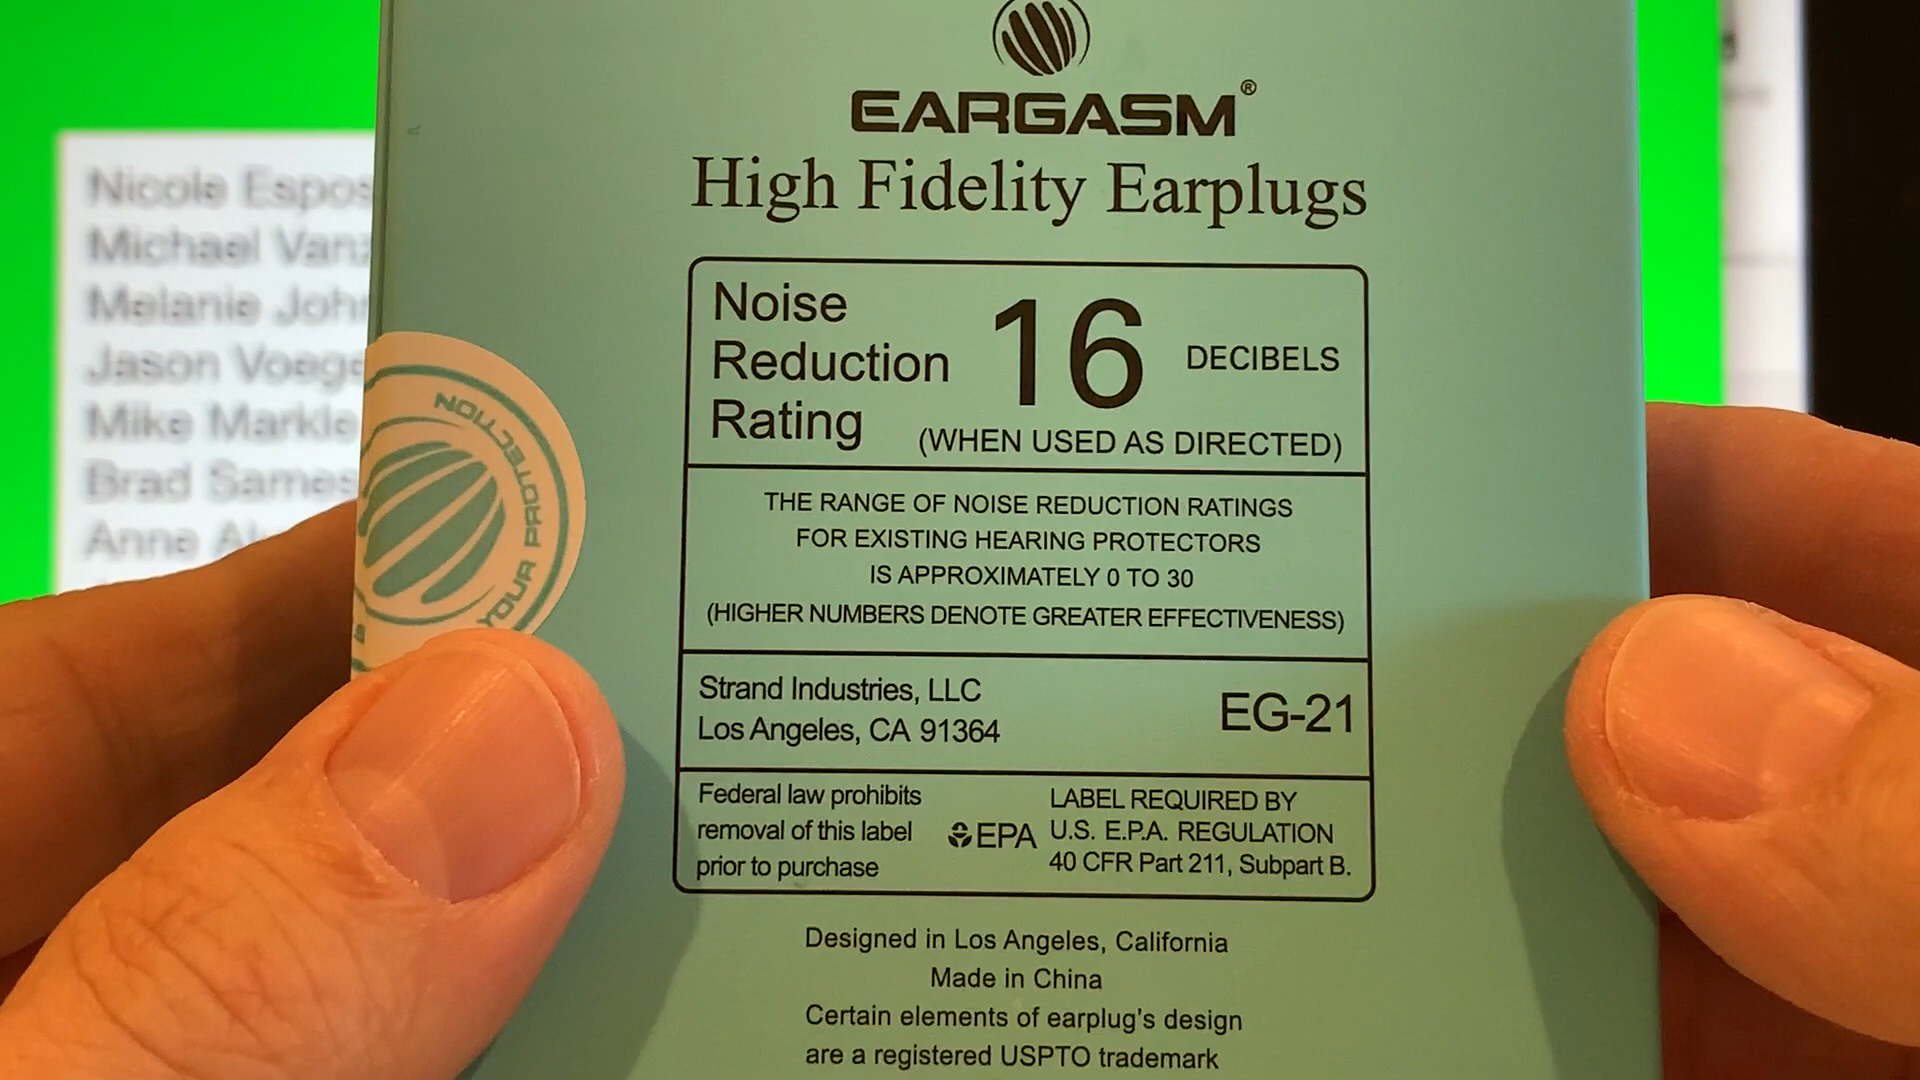 Nicole Espos
Michael Vanz
Melanie John
Jason Voege
Mike Markle
Brad Sames
Anne
EARGASM®
High Fidelity Earplugs
Noise
Reduction
Rating
16 DECIBELS
(WHEN USED AS DIRECTED)
THE RANGE OF NOISE REDUCTION RATINGS
FOR EXISTING HEARING PROTECTORS
IS APPROXIMATELY 0 TO 30
(HIGHER NUMBERS DENOTE GREATER EFFECTIVENESS)
Strand Industries, LLC
Los Angeles, CA 91364
EG-21
Federal law prohibits
removal of this label
prior to purchase
EPA
LABEL REQUIRED BY
U.S. E.P.A. REGULATION
40 CFR Part 211, Subpart B.
Designed in Los Angeles, California
Made in China
Certain elements of earplug's design
are a registered USPTO trademark
YOUR PROTECTION